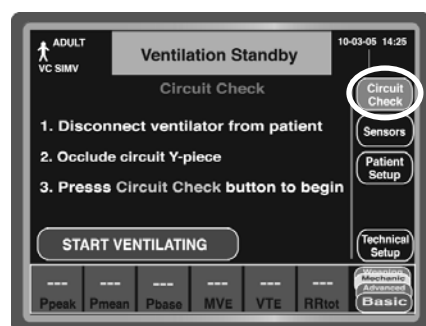 ADULT
VC SIMV
Ventilation Standby
10-03-05 14:25
Circuit Check
Circuit
Check
1. Disconnect ventilator from patient
Sensors
2. Occlude circuit Y-piece
Patient
Setup
3. Presss Circuit Check button to begin
START VENTILATING
Technical
Setup
--- --- --- --- --- ---
Ppeak Pmean Pbase MVE VTE RRtot
Weaning
Mechanic
Advanced
Basic